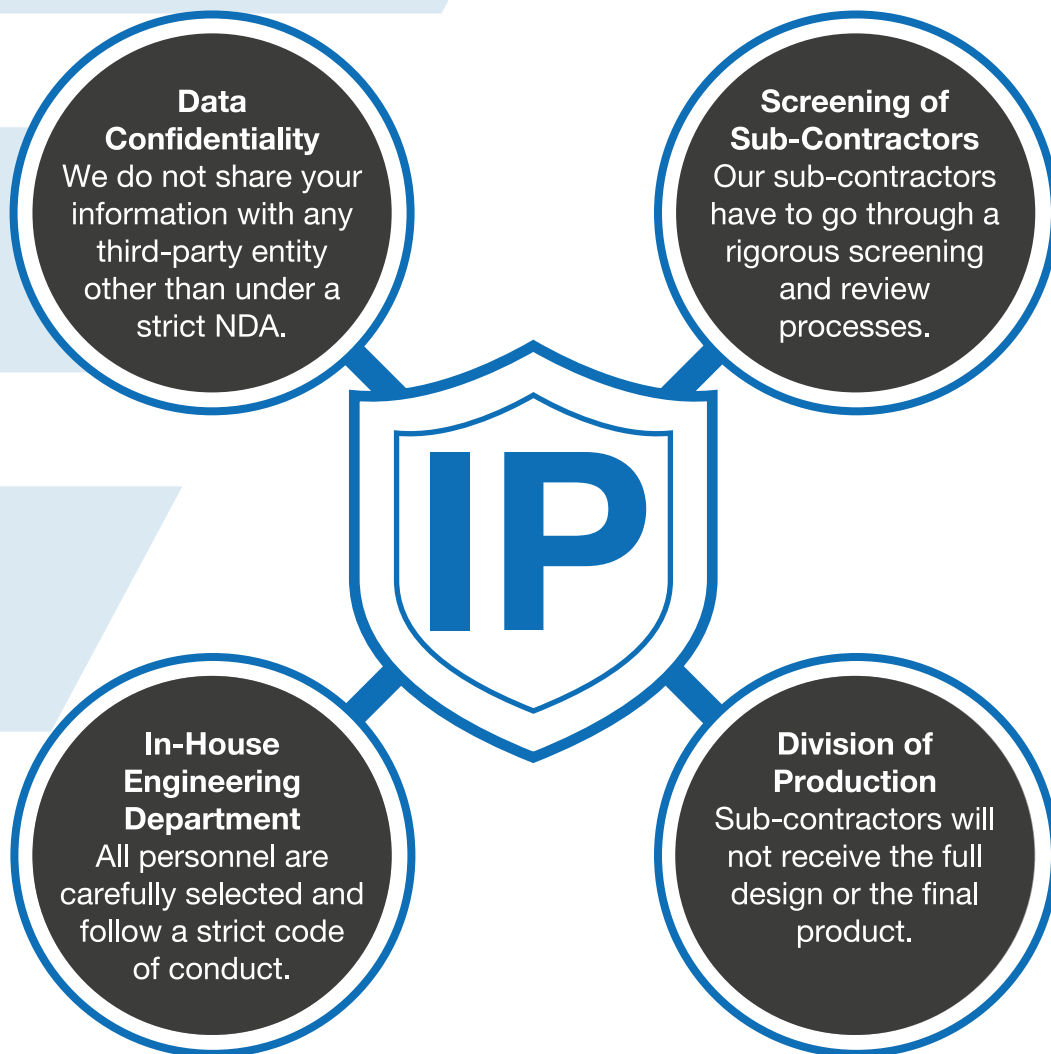 Data
Confidentiality
We do not share your
information with any
third-party entity
other than under a
strict NDA.
Screening of
Sub-Contractors
Our sub-contractors
have to go through a
rigorous screening
and review
processes.
IP
In-House
Engineering
Department
All personnel are
carefully selected and
follow a strict code
of conduct.
Division of
Production
Sub-contractors will
not receive the full
design or the final
product.